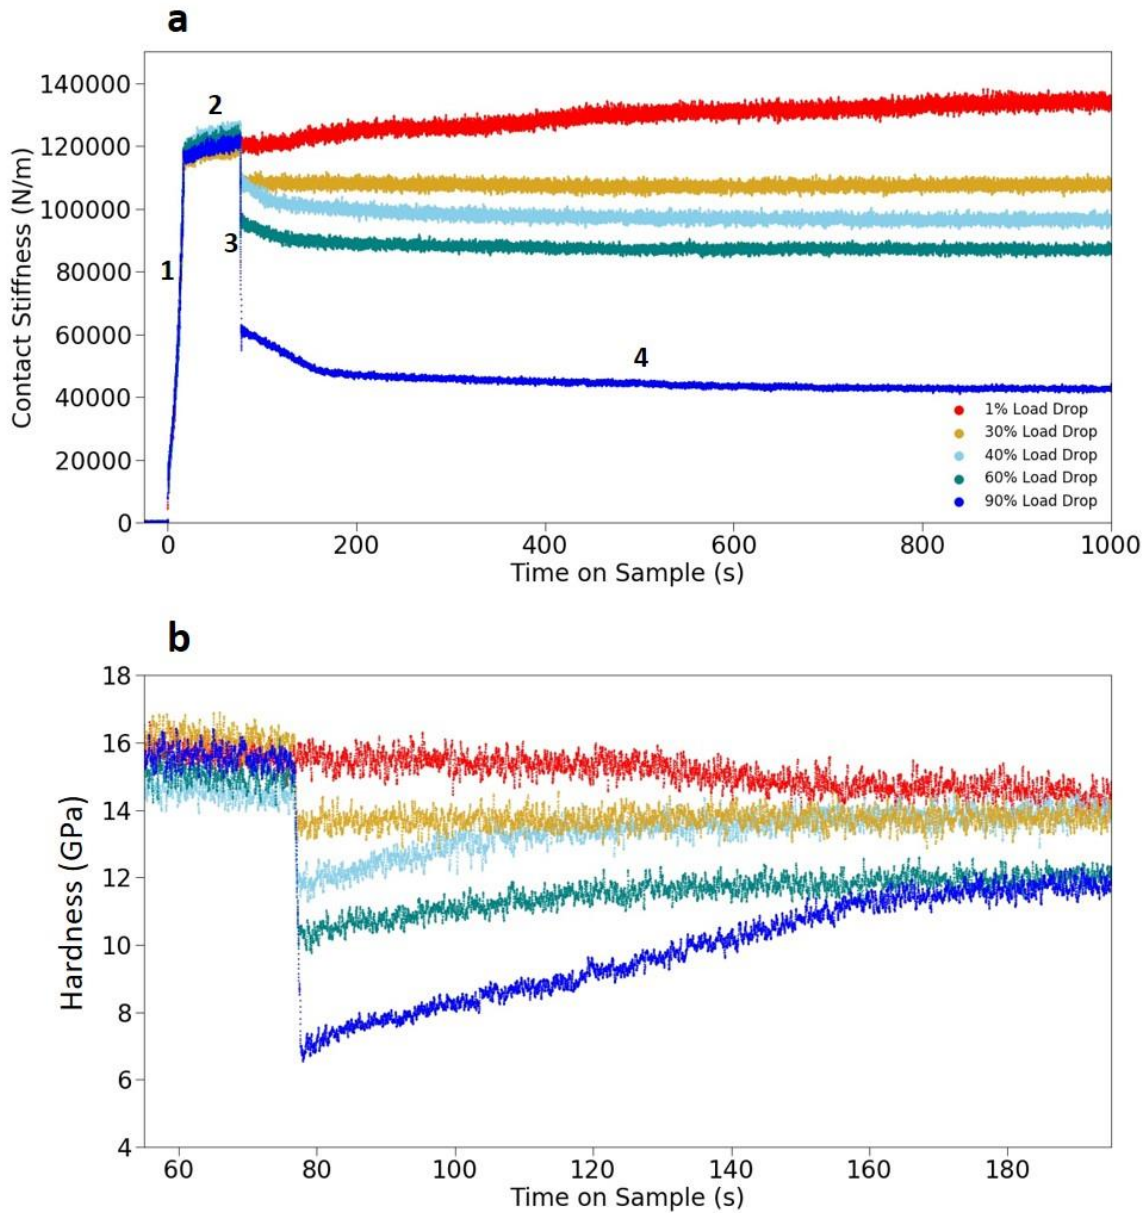 a
140000
120000
100000
80000
60000
40000
20000
0
Contact Stiffness (N/m)
2
1
3
4
1% Load Drop
30% Load Drop
40% Load Drop
60% Load Drop
90% Load Drop
0 200 400 600 800 1000
Time on Sample (s)
b
18
16
14
12
10
8
6
4
Hardness (GPa)
60 80 100 120 140 160 180
Time on Sample (s)